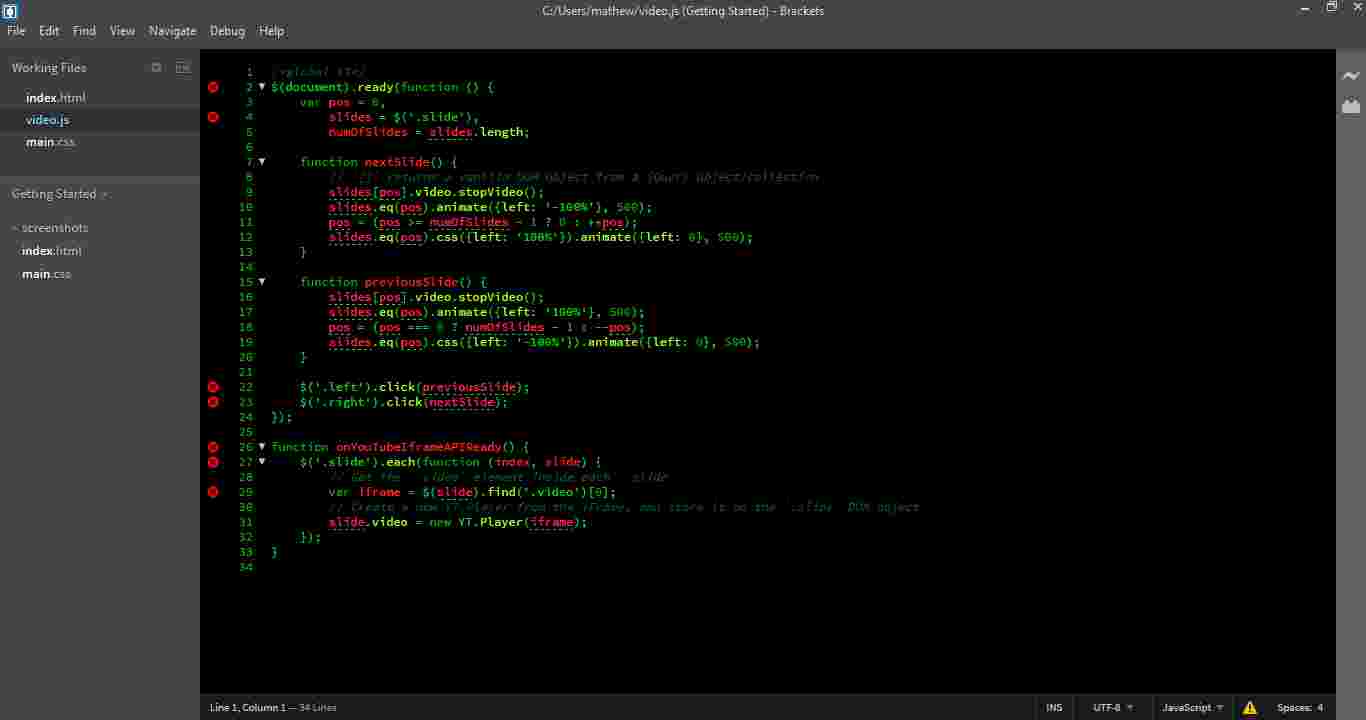 C:/Users/mathew/video.js (Getting Started) - Brackets
File Edit Find View Navigate Debug Help
Working Files
index.html
video.js
main.css
Getting Started
screenshots
index.html
main.css
1 /*global $*/
2 $(document).ready(function () {
3 var pos = 0,
4 slides = $('.slide'),
5 numOfSlides = slides.length;
6
7 function nextSlide() {
8 // `[]` returns a vanilla DOM object from a jQuery object/collection
9 slides[pos].video.stopVideo();
10 slides.eq(pos).animate({left: '-100%'}, 500);
11 pos = (pos >= numOfSlides - 1 ? 0 : ++pos);
12 slides.eq(pos).css({left: '100%'}).animate({left: 0}, 500);
13 }
14
15 function previousSlide() {
16 slides[pos].video.stopVideo();
17 slides.eq(pos).animate({left: '100%'}, 500);
18 pos = (pos === 0 ? numOfSlides - 1 : --pos);
19 slides.eq(pos).css({left: '-100%'}).animate({left: 0}, 500);
20 }
21
22 $('.left').click(previousSlide);
23 $('.right').click(nextSlide);
24 });
25
26 function onYouTubeIframeAPIReady() {
27 $('.slide').each(function (index, slide) {
28 // Get the `.video` element inside each `.slide`
29 var iframe = $(slide).find('.video')[0];
30 // Create a new YT.Player from the iFrame, and store it on the `.slide` DOM object
31 slide.video = new YT.Player(iframe);
32 });
33 }
34
Line 1, Column 1 — 34 Lines
INS UTF-8 JavaScript Spaces: 4